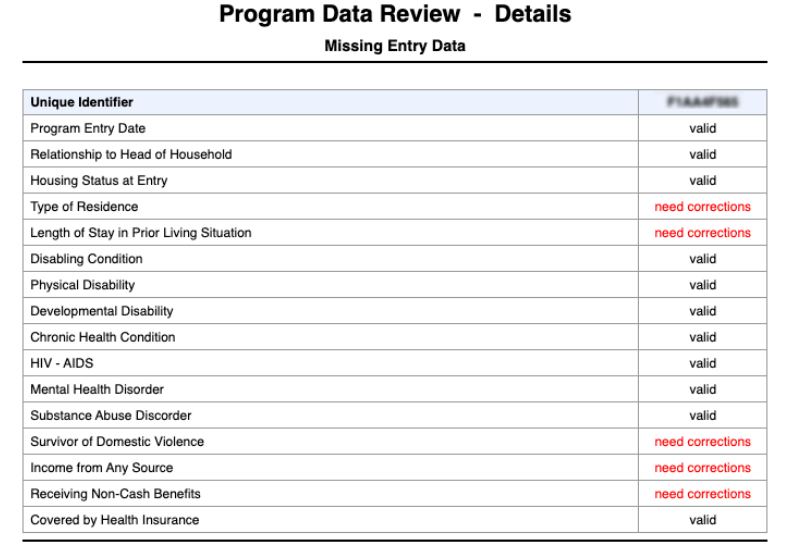 Program Data Review - Details
Missing Entry Data
Unique Identifier
Program Entry Date valid
Relationship to Head of Household valid
Housing Status at Entry valid
Type of Residence need corrections
Length of Stay in Prior Living Situation need corrections
Disabling Condition valid
Physical Disability valid
Developmental Disability valid
Chronic Health Condition valid
HIV - AIDS valid
Mental Health Disorder valid
Substance Abuse Discorder valid
Survivor of Domestic Violence need corrections
Income from Any Source need corrections
Receiving Non-Cash Benefits need corrections
Covered by Health Insurance valid